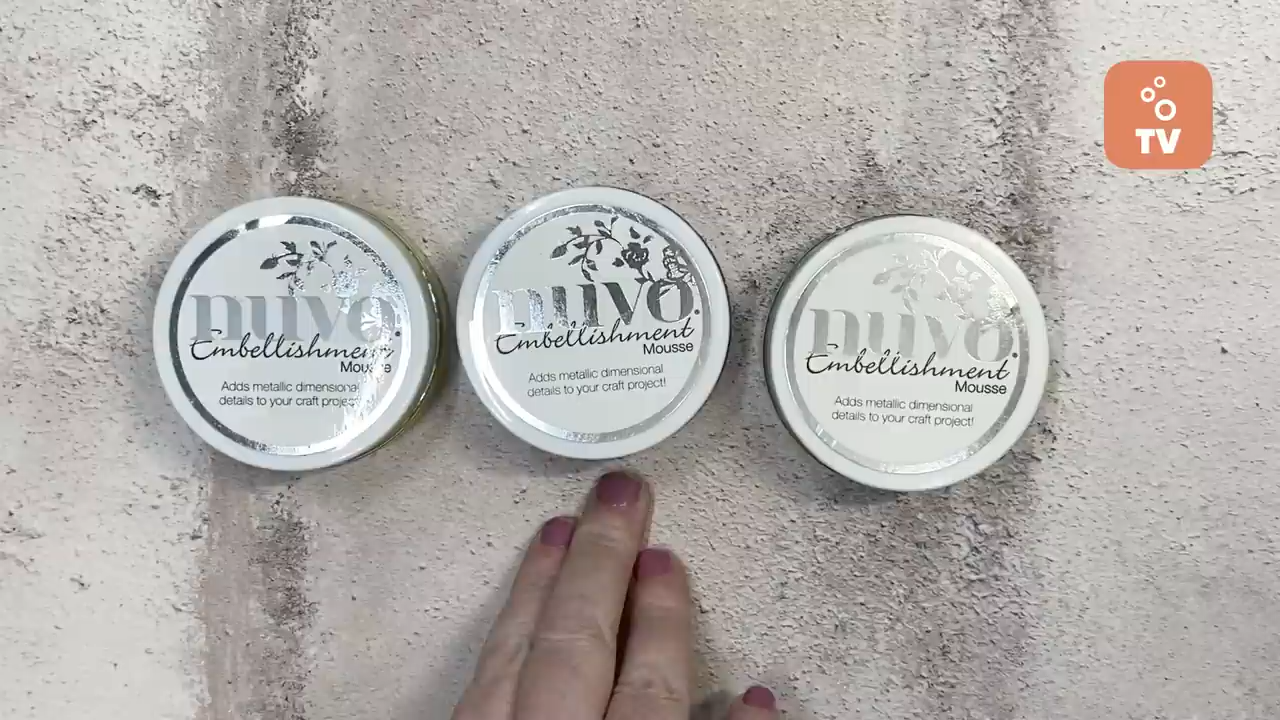 nuvo
Embellishment
Mousse
Adds metallic dimensional
details to your craft project!
nuvo
Embellishment
Mousse
Adds metallic dimensional
details to your craft project!
nuvo
Embellishment
Mousse
Adds metallic dimensional
details to your craft project!
TV